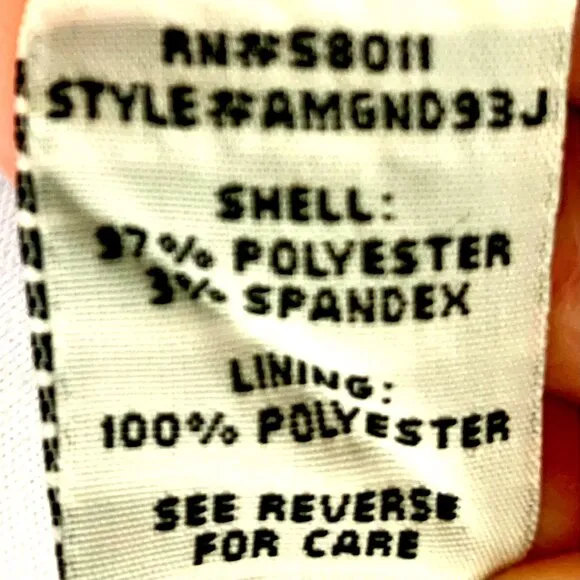 RN#58011
STYLE#AMGND93J
SHELL:
97% POLYESTER
3% SPANDEX
LINING:
100% POLYESTER
SEE REVERSE
FOR CARE